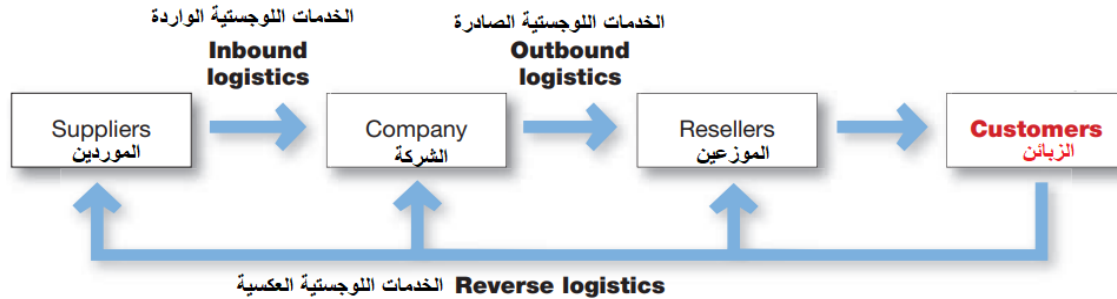 الخدمات اللوجستية الواردة
Inbound
logistics
الخدمات اللوجستية الصادرة
Outbound
logistics
Suppliers
الموردين
Company
الشركة
Resellers
الموزعين
Customers
الزبائن
الخدمات اللوجستية العكسية Reverse logistics